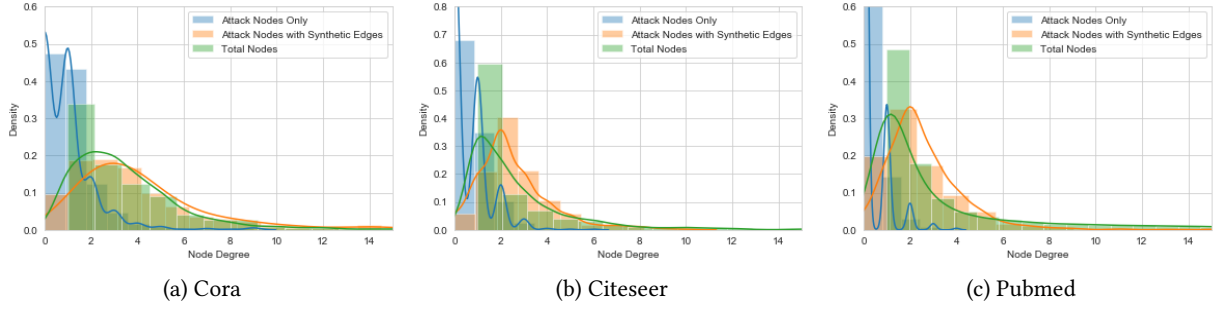 0.6
0.5
0.4
0.3
0.2
0.1
0.0
Density
0 2 4 6 8 10 12 14
Node Degree
Attack Nodes Only
Attack Nodes with Synthetic Edges
Total Nodes
(a) Cora
0.8
0.7
0.6
0.5
0.4
0.3
0.2
0.1
0.0
Density
0 2 4 6 8 10 12 14
Node Degree
Attack Nodes Only
Attack Nodes with Synthetic Edges
Total Nodes
(b) Citeseer
0.6
0.5
0.4
0.3
0.2
0.1
0.0
Density
0 2 4 6 8 10 12 14
Node Degree
Attack Nodes Only
Attack Nodes with Synthetic Edges
Total Nodes
(c) Pubmed